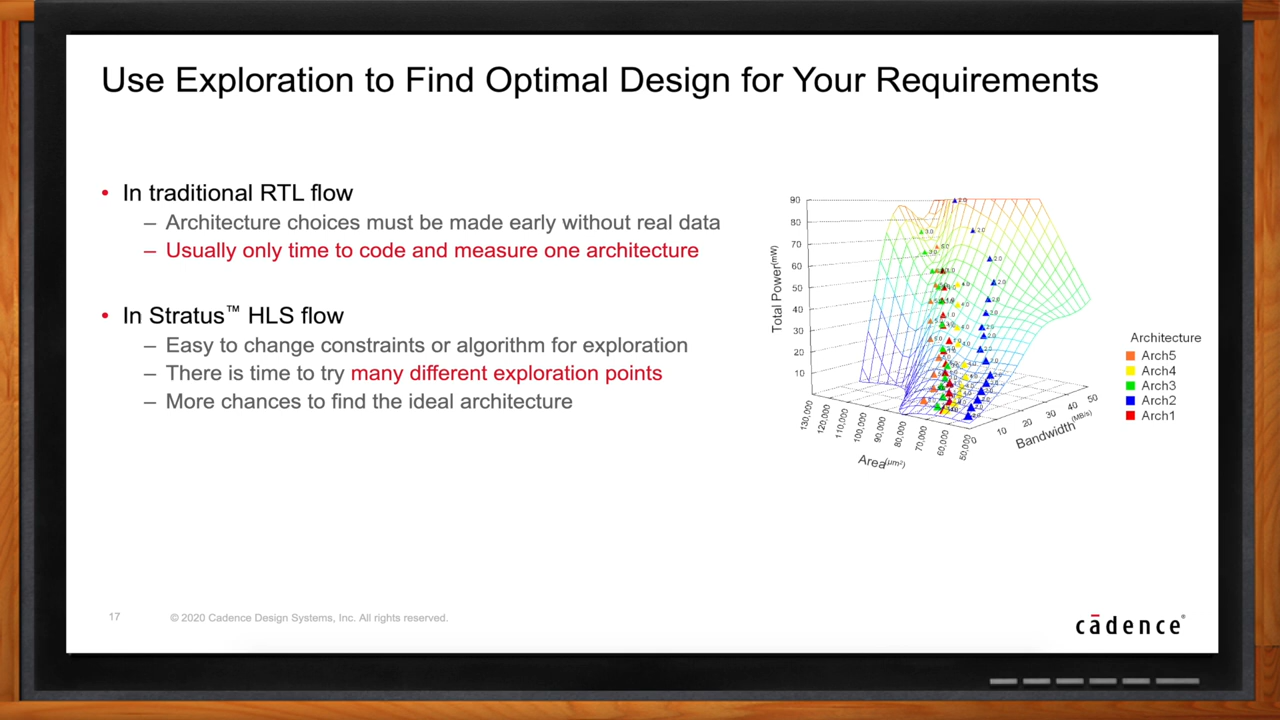 Use Exploration to Find Optimal Design for Your Requirements
• In traditional RTL flow
– Architecture choices must be made early without real data
– Usually only time to code and measure one architecture
• In Stratus™ HLS flow
– Easy to change constraints or algorithm for exploration
– There is time to try many different exploration points
– More chances to find the ideal architecture
90
80
70
60
50
40
30
20
10
Total Power(mW)
130,000
120,000
110,000
100,000
90,000
80,000
70,000
60,000
50,000
Area(µm²)
0
10
20
30
40
50
Bandwidth(MB/s)
Architecture
Arch5
Arch4
Arch3
Arch2
Arch1
17
© 2020 Cadence Design Systems, Inc. All rights reserved.
cādence®